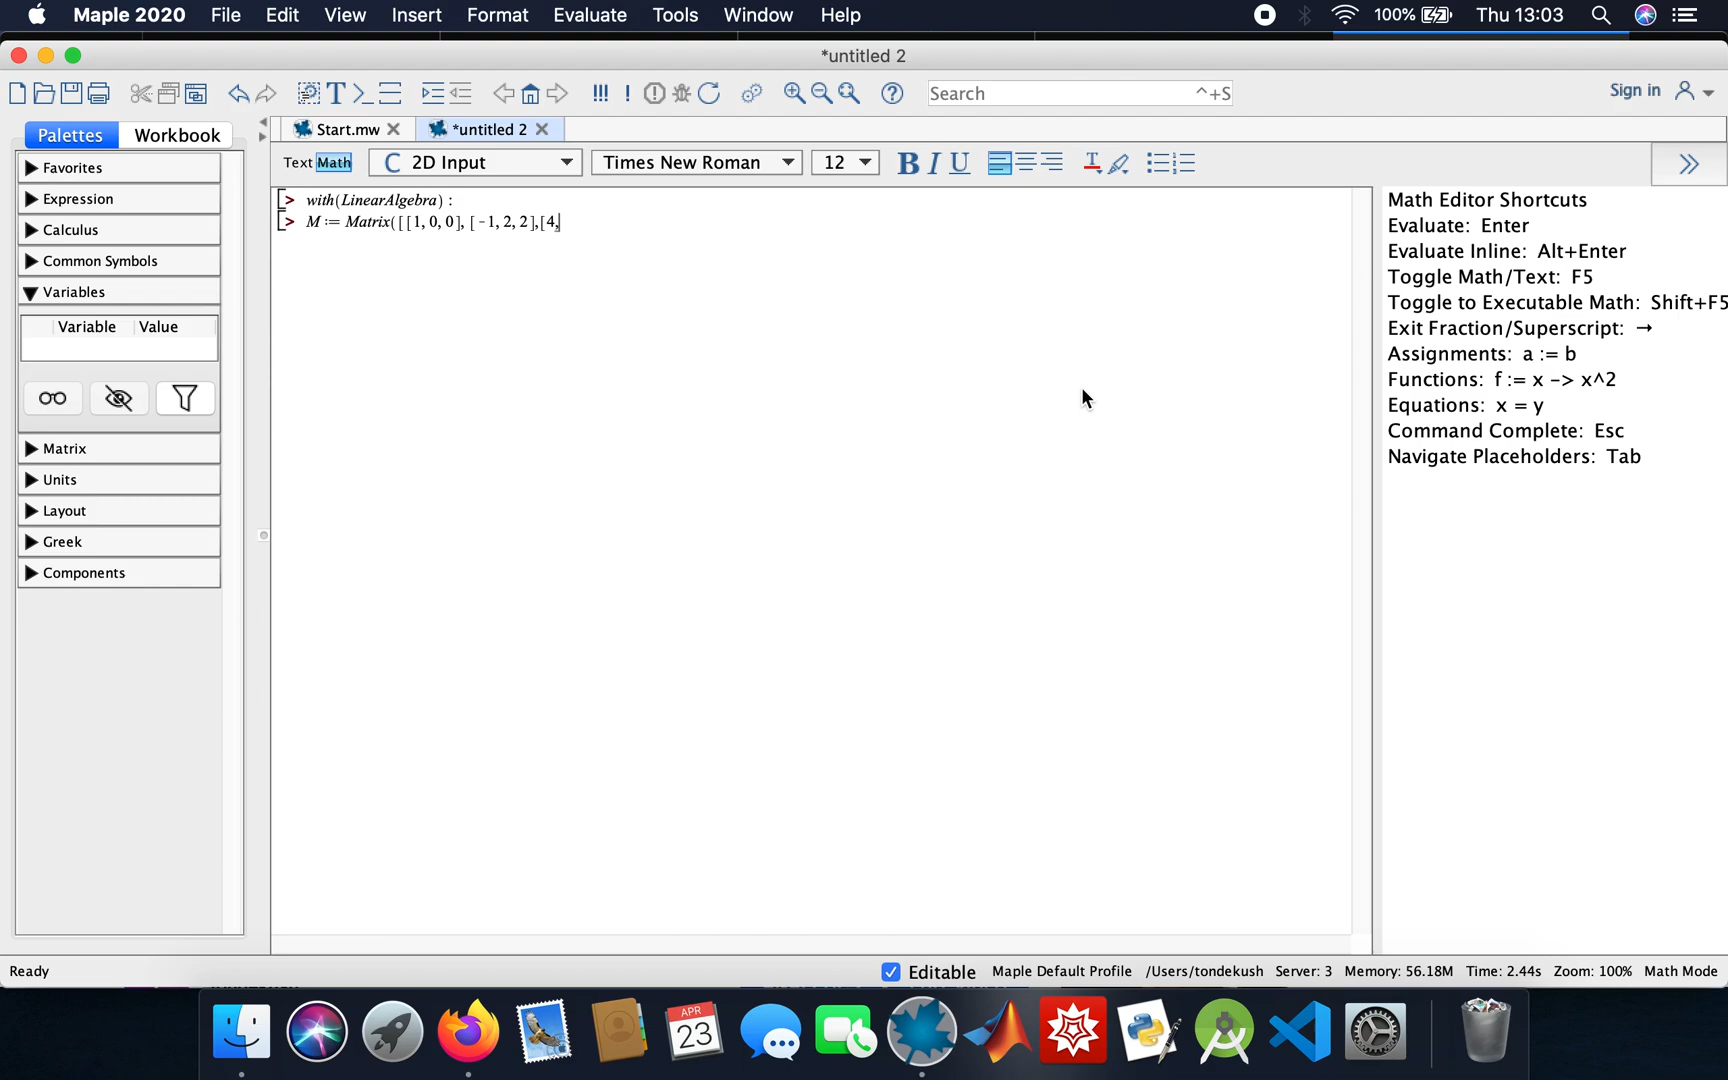 Maple 2020 File Edit View Insert Format Evaluate Tools Window Help 100% Thu 13:03
*untitled 2
Search ^+S Sign in
Palettes Workbook Start.mw *untitled 2
Text Math C 2D Input Times New Roman 12 B I U
Favorites
Expression
Calculus
Common Symbols
Variables
Variable Value
Matrix
Units
Layout
Greek
Components
> with(LinearAlgebra) :
> M := Matrix([[1, 0, 0], [-1, 2, 2],[4,
Math Editor Shortcuts
Evaluate: Enter
Evaluate Inline: Alt+Enter
Toggle Math/Text: F5
Toggle to Executable Math: Shift+F5
Exit Fraction/Superscript: →
Assignments: a := b
Functions: f := x -> x^2
Equations: x = y
Command Complete: Esc
Navigate Placeholders: Tab
Ready Editable Maple Default Profile /Users/tondekush Server: 3 Memory: 56.18M Time: 2.44s Zoom: 100% Math Mode
APR
23